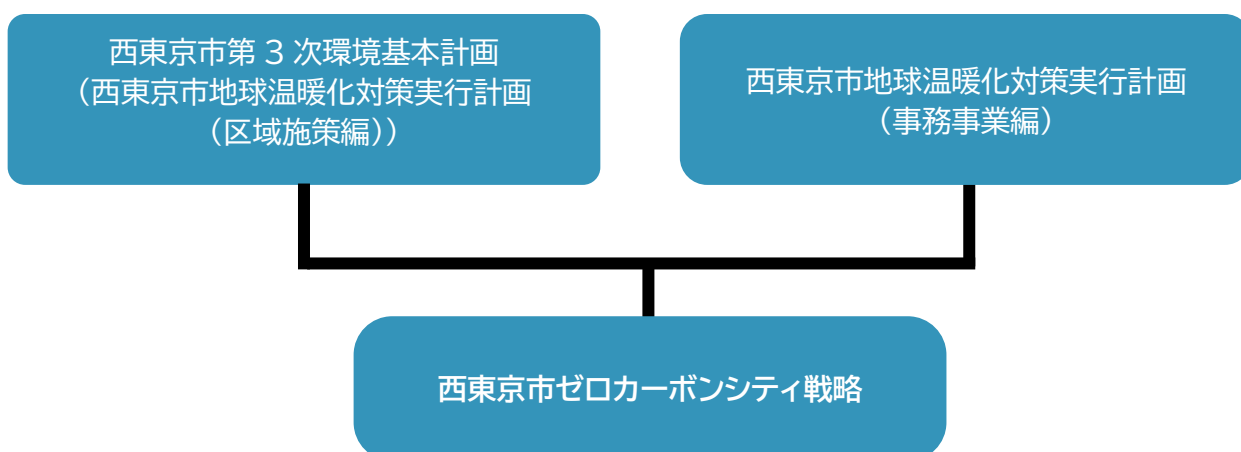 西東京市第 3 次環境基本計画
（西東京市地球温暖化対策実行計画
（区域施策編））
西東京市地球温暖化対策実行計画
（事務事業編）
西東京市ゼロカーボンシティ戦略